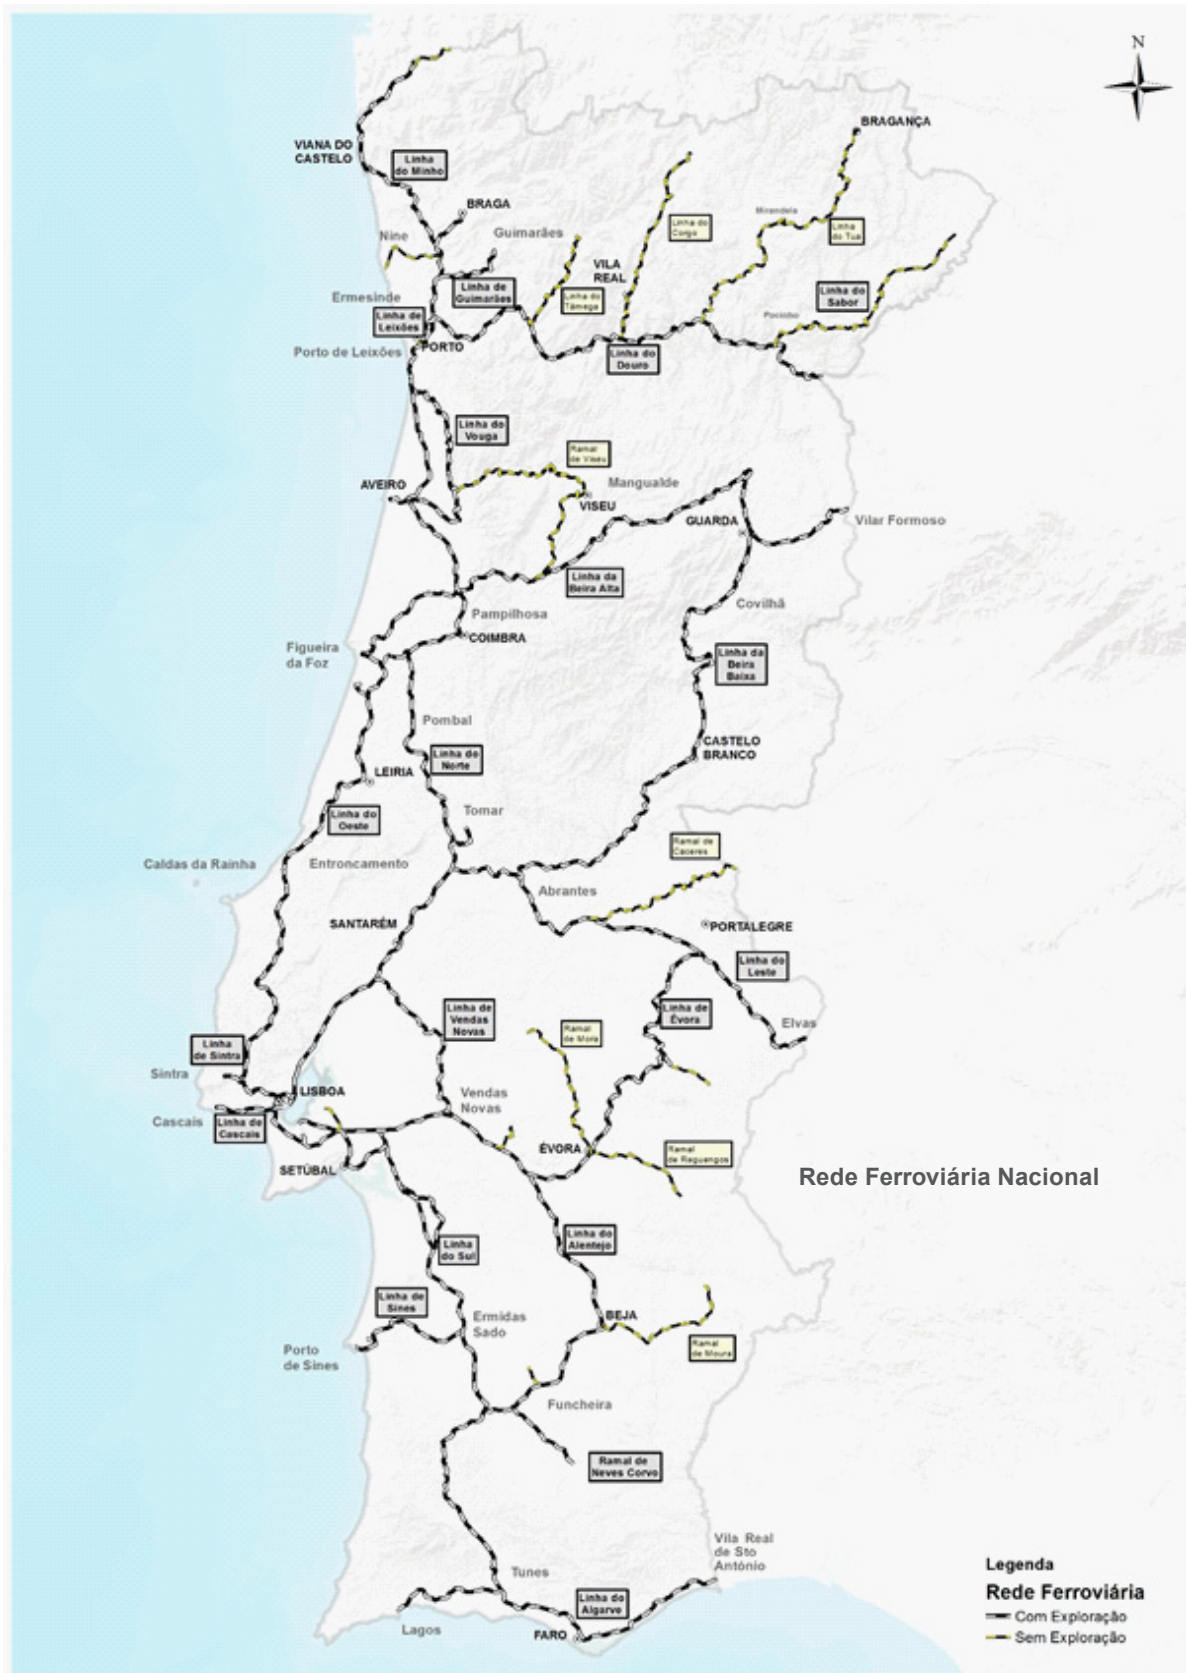 N
BRAGANÇA
VIANA DO
CASTELO
Linha
do Minho
BRAGA
Mirandela
Linha do
Corgo
Linha
do Tua
Nine
Guimarães
VILA
REAL
Linha de
Guimarães
Linha do
Tâmega
Linha do
Sabor
Ermesinde
Linha de
Leixões
Pocinho
Porto de Leixões
PORTO
Linha do
Douro
Linha do
Vouga
Ramal
de Viseu
AVEIRO
Mangualde
VISEU
GUARDA
Vilar Formoso
Linha da
Beira Alta
Pampilhosa
Covilhã
COIMBRA
Figueira
da Foz
Linha da
Beira
Baixa
Pombal
CASTELO
BRANCO
Linha do
Norte
LEIRIA
Tomar
Linha do
Oeste
Ramal de
Caceres
Caldas da Rainha
Entroncamento
Abrantes
SANTARÉM
PORTALEGRE
Linha do
Leste
Linha de
Vendas
Novas
Linha de
Évora
Elvas
Ramal
de Mora
Linha
de Sintra
Sintra
LISBOA
Vendas
Novas
Cascais
Linha de
Cascais
ÉVORA
Ramal
de Reguengos
SETÚBAL
Rede Ferroviária Nacional
Linha
do Sul
Linha do
Alentejo
Linha de
Sines
Ermidas
Sado
BEJA
Porto
de Sines
Ramal
de Moura
Funcheira
Ramal de
Neves Corvo
Vila Real
de Sto
António
Tunes
Linha do
Algarve
Lagos
FARO
Legenda
Rede Ferroviária
Com Exploração
Sem Exploração